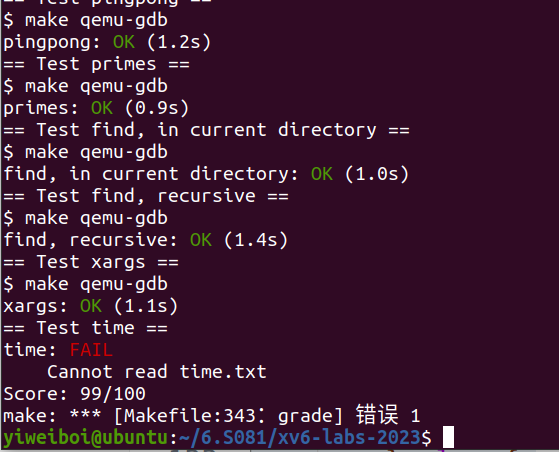 == Test pingpong ==
$ make qemu-gdb
pingpong: OK (1.2s)
== Test primes ==
$ make qemu-gdb
primes: OK (0.9s)
== Test find, in current directory ==
$ make qemu-gdb
find, in current directory: OK (1.0s)
== Test find, recursive ==
$ make qemu-gdb
find, recursive: OK (1.4s)
== Test xargs ==
$ make qemu-gdb
xargs: OK (1.1s)
== Test time ==
time: FAIL
    Cannot read time.txt
Score: 99/100
make: *** [Makefile:343：grade] 错误 1
yiweiboi@ubuntu:~/6.S081/xv6-labs-2023$